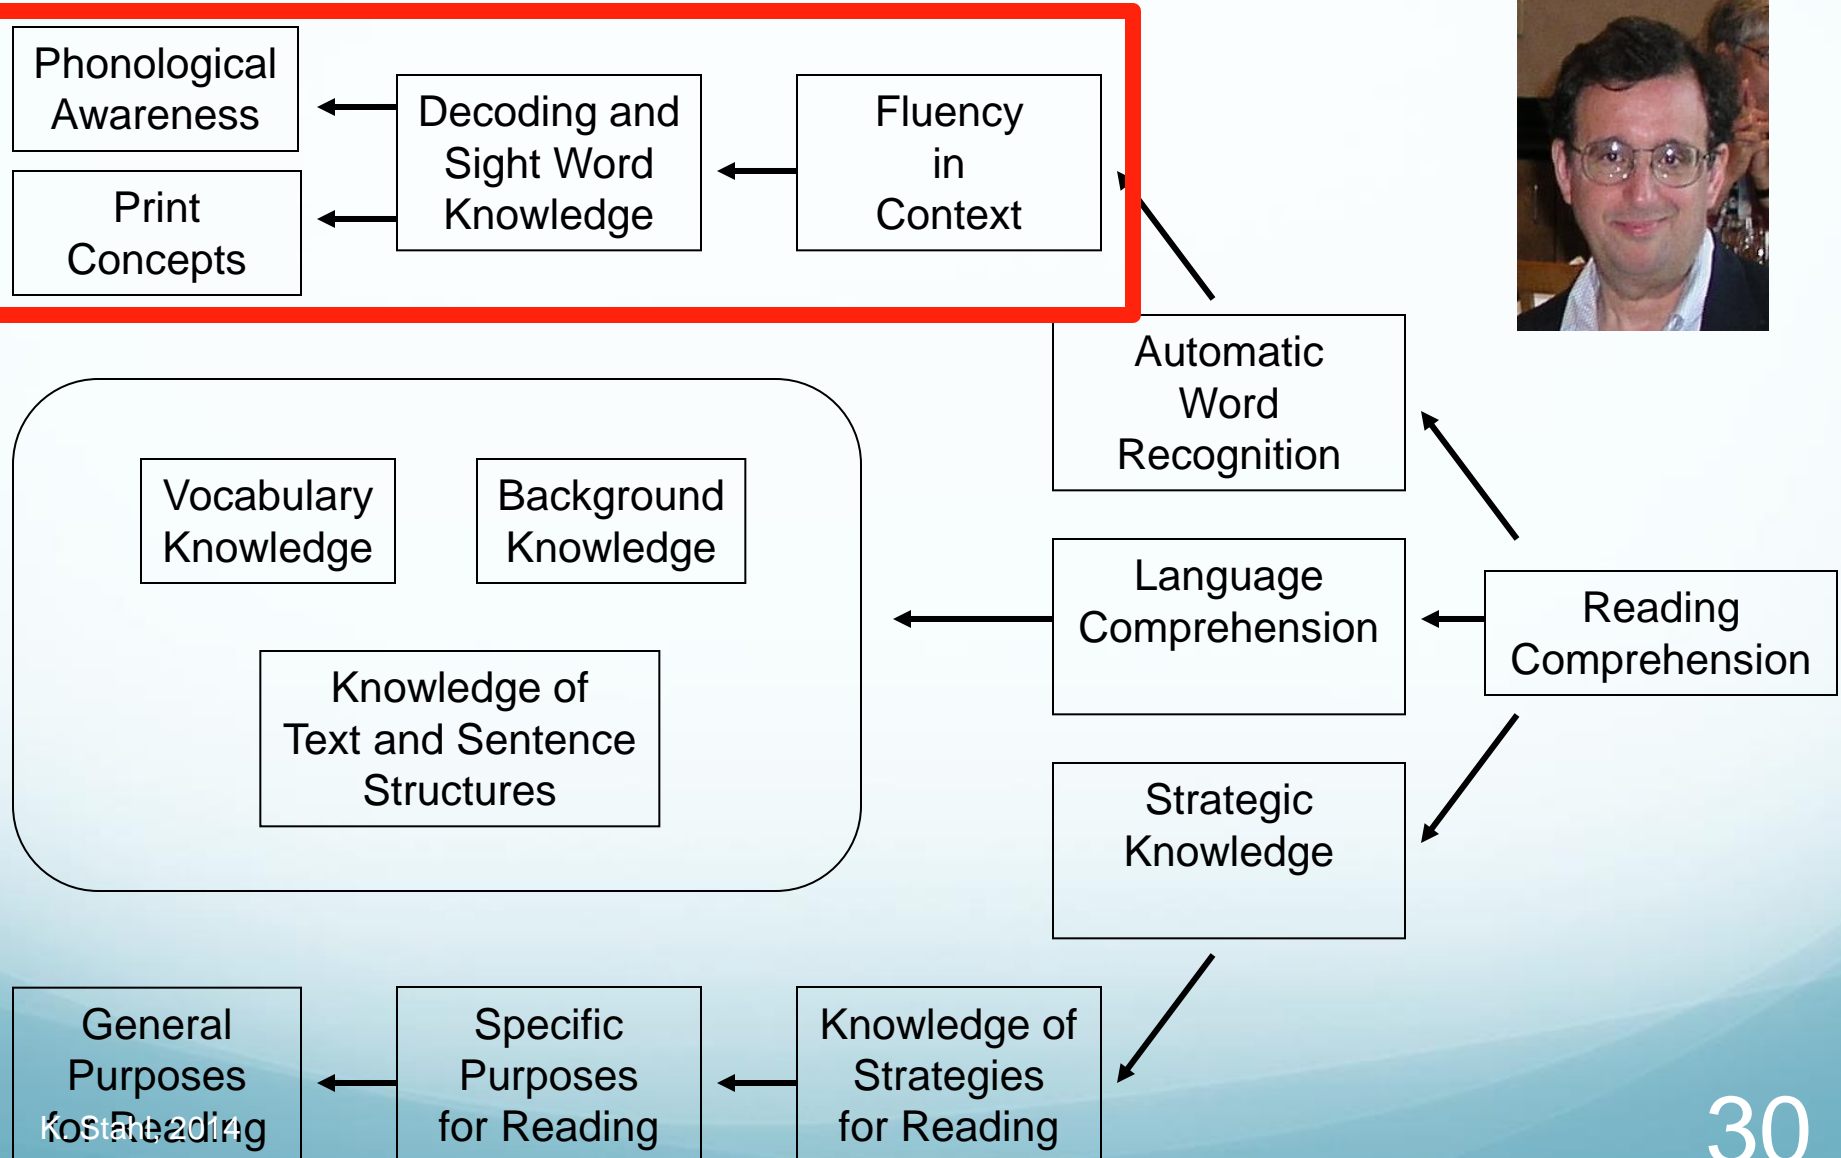 Phonological
Awareness
Print
Concepts
Decoding and
Sight Word
Knowledge
Fluency
in
Context
Automatic
Word
Recognition
Vocabulary
Knowledge
Background
Knowledge
Knowledge of
Text and Sentence
Structures
Language
Comprehension
Reading
Comprehension
Strategic
Knowledge
General
Purposes
for Reading
Specific
Purposes
for Reading
Knowledge of
Strategies
for Reading
K. Stahl, 2014
30